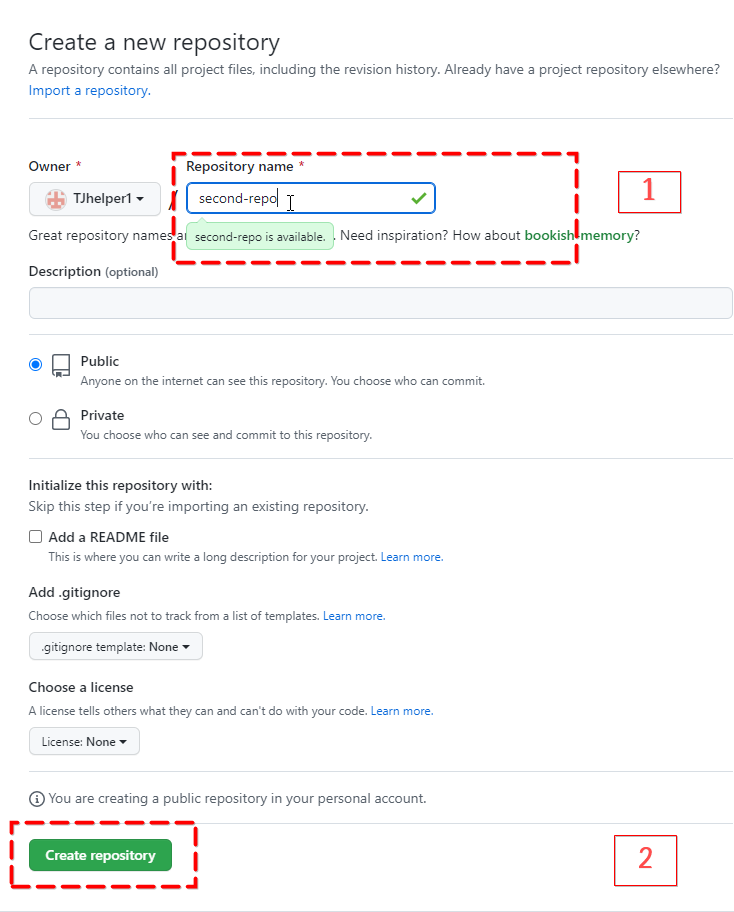 Create a new repository
A repository contains all project files, including the revision history. Already have a project repository elsewhere?
Import a repository.
Owner * Repository name *
TJhelper1 / second-repo
1
Great repository names a second-repo is available. . Need inspiration? How about bookish-memory?
Description (optional)
Public
Anyone on the internet can see this repository. You choose who can commit.
Private
You choose who can see and commit to this repository.
Initialize this repository with:
Skip this step if you're importing an existing repository.
Add a README file
This is where you can write a long description for your project. Learn more.
Add .gitignore
Choose which files not to track from a list of templates. Learn more.
.gitignore template: None
Choose a license
A license tells others what they can and can't do with your code. Learn more.
License: None
You are creating a public repository in your personal account.
Create repository
2